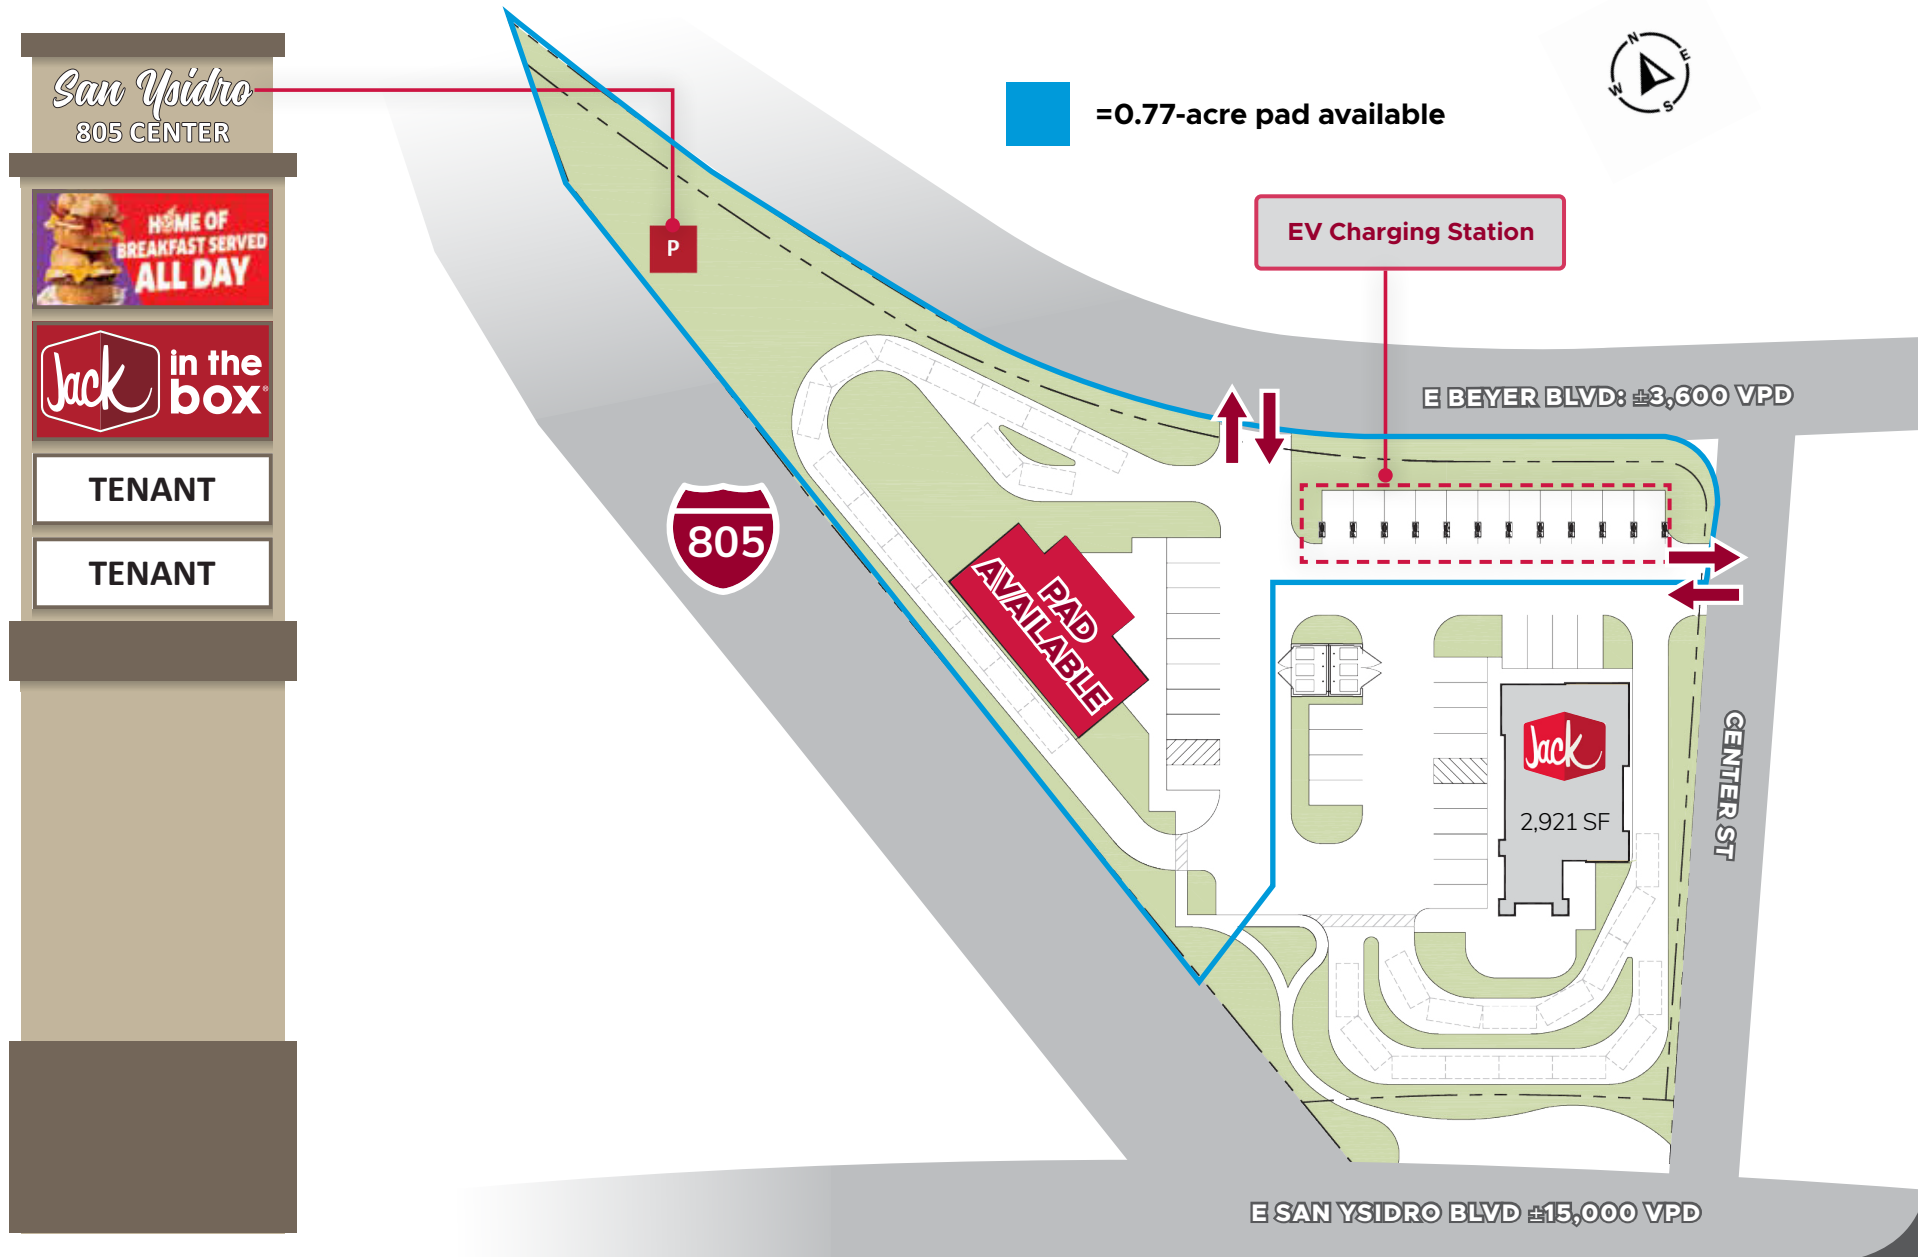 San Ysidro
805 CENTER
HOME OF
BREAKFAST SERVED
ALL DAY
Jack
in the
box®
TENANT
TENANT
P
805
=0.77-acre pad available
N
E
S
W
EV Charging Station
E BEYER BLVD: ±3,600 VPD
PAD
AVAILABLE
Jack
2,921 SF
CENTER ST
E SAN YSIDRO BLVD ±15,000 VPD